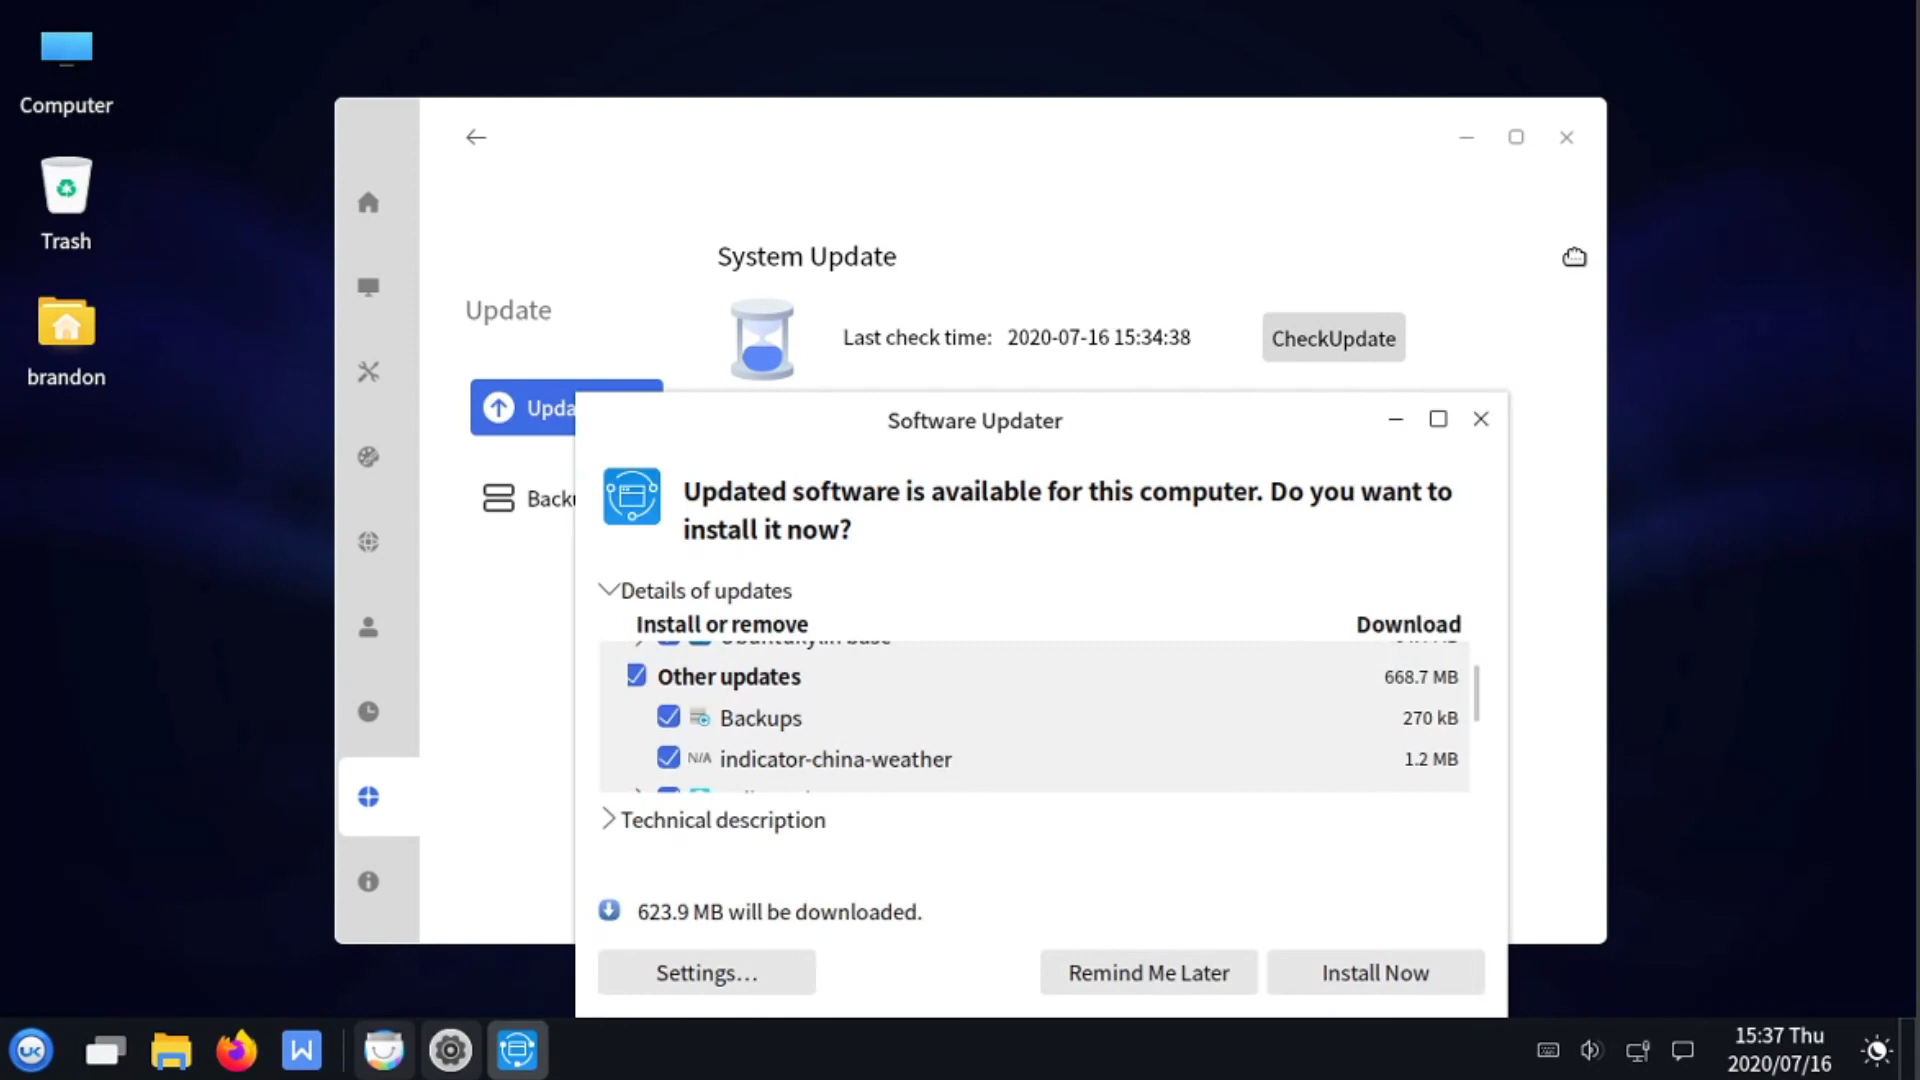 Computer
Trash
brandon
System Update
Update
Last check time: 2020-07-16 15:34:38
CheckUpdate
Upda
Backu
Software Updater
Updated software is available for this computer. Do you want to
install it now?
Details of updates
Install or remove
Download
Other updates
668.7 MB
Backups
270 kB
N/A indicator-china-weather
1.2 MB
Technical description
623.9 MB will be downloaded.
Settings...
Remind Me Later
Install Now
UK
W
15:37 Thu
2020/07/16